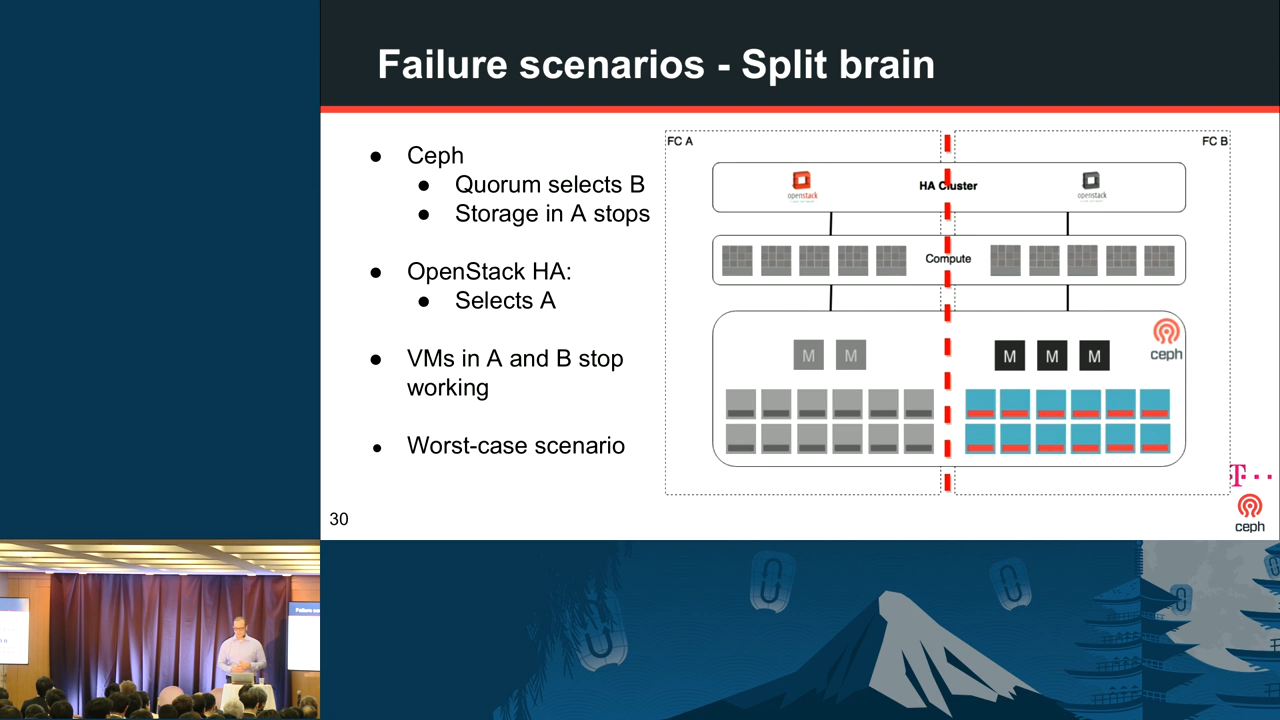 Failure scenarios - Split brain
● Ceph
● Quorum selects B
● Storage in A stops
● OpenStack HA:
● Selects A
● VMs in A and B stop
working
● Worst-case scenario
30
FC A
FC B
openstack
HA Cluster
openstack
Compute
M M
M M M
ceph
T
ceph